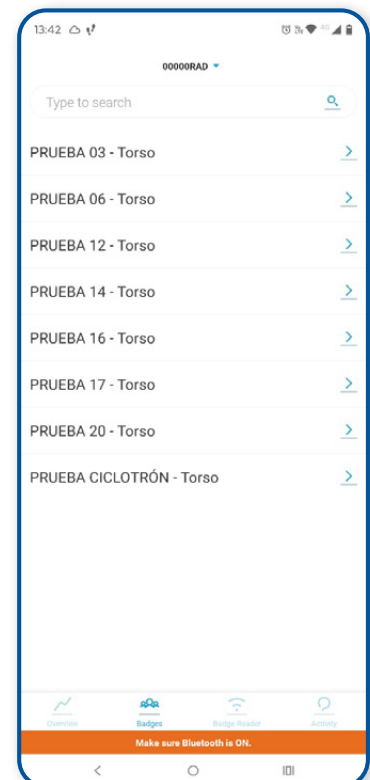 13:42
00000RAD
Type to search
PRUEBA 03 - Torso
PRUEBA 06 - Torso
PRUEBA 12 - Torso
PRUEBA 14 - Torso
PRUEBA 16 - Torso
PRUEBA 17 - Torso
PRUEBA 20 - Torso
PRUEBA CICLOTRÓN - Torso
Overview Badges Badge Reader Activity
Make sure Bluetooth is ON.